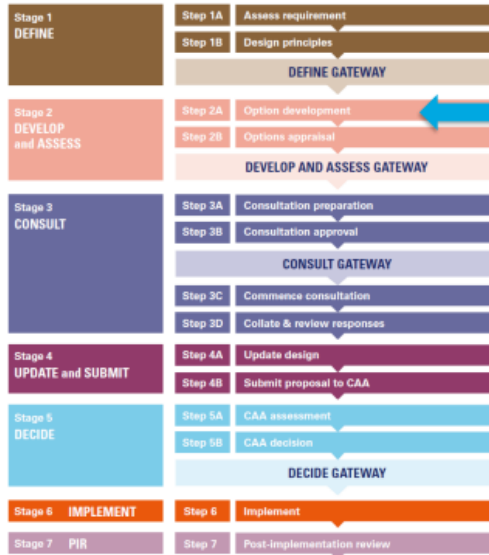 Stage 1
DEFINE
Step 1A Assess requirement
Step 1B Design principles
DEFINE GATEWAY
Stage 2
DEVELOP
and ASSESS
Step 2A Option development
Step 2B Options appraisal
DEVELOP AND ASSESS GATEWAY
Stage 3
CONSULT
Step 3A Consultation preparation
Step 3B Consultation approval
CONSULT GATEWAY
Step 3C Commence consultation
Step 3D Collate & review responses
Stage 4
UPDATE and SUBMIT
Step 4A Update design
Step 4B Submit proposal to CAA
Stage 5
DECIDE
Step 5A CAA assessment
Step 5B CAA decision
DECIDE GATEWAY
Stage 6 IMPLEMENT
Step 6 Implement
Stage 7 PIR
Step 7 Post-implementation review